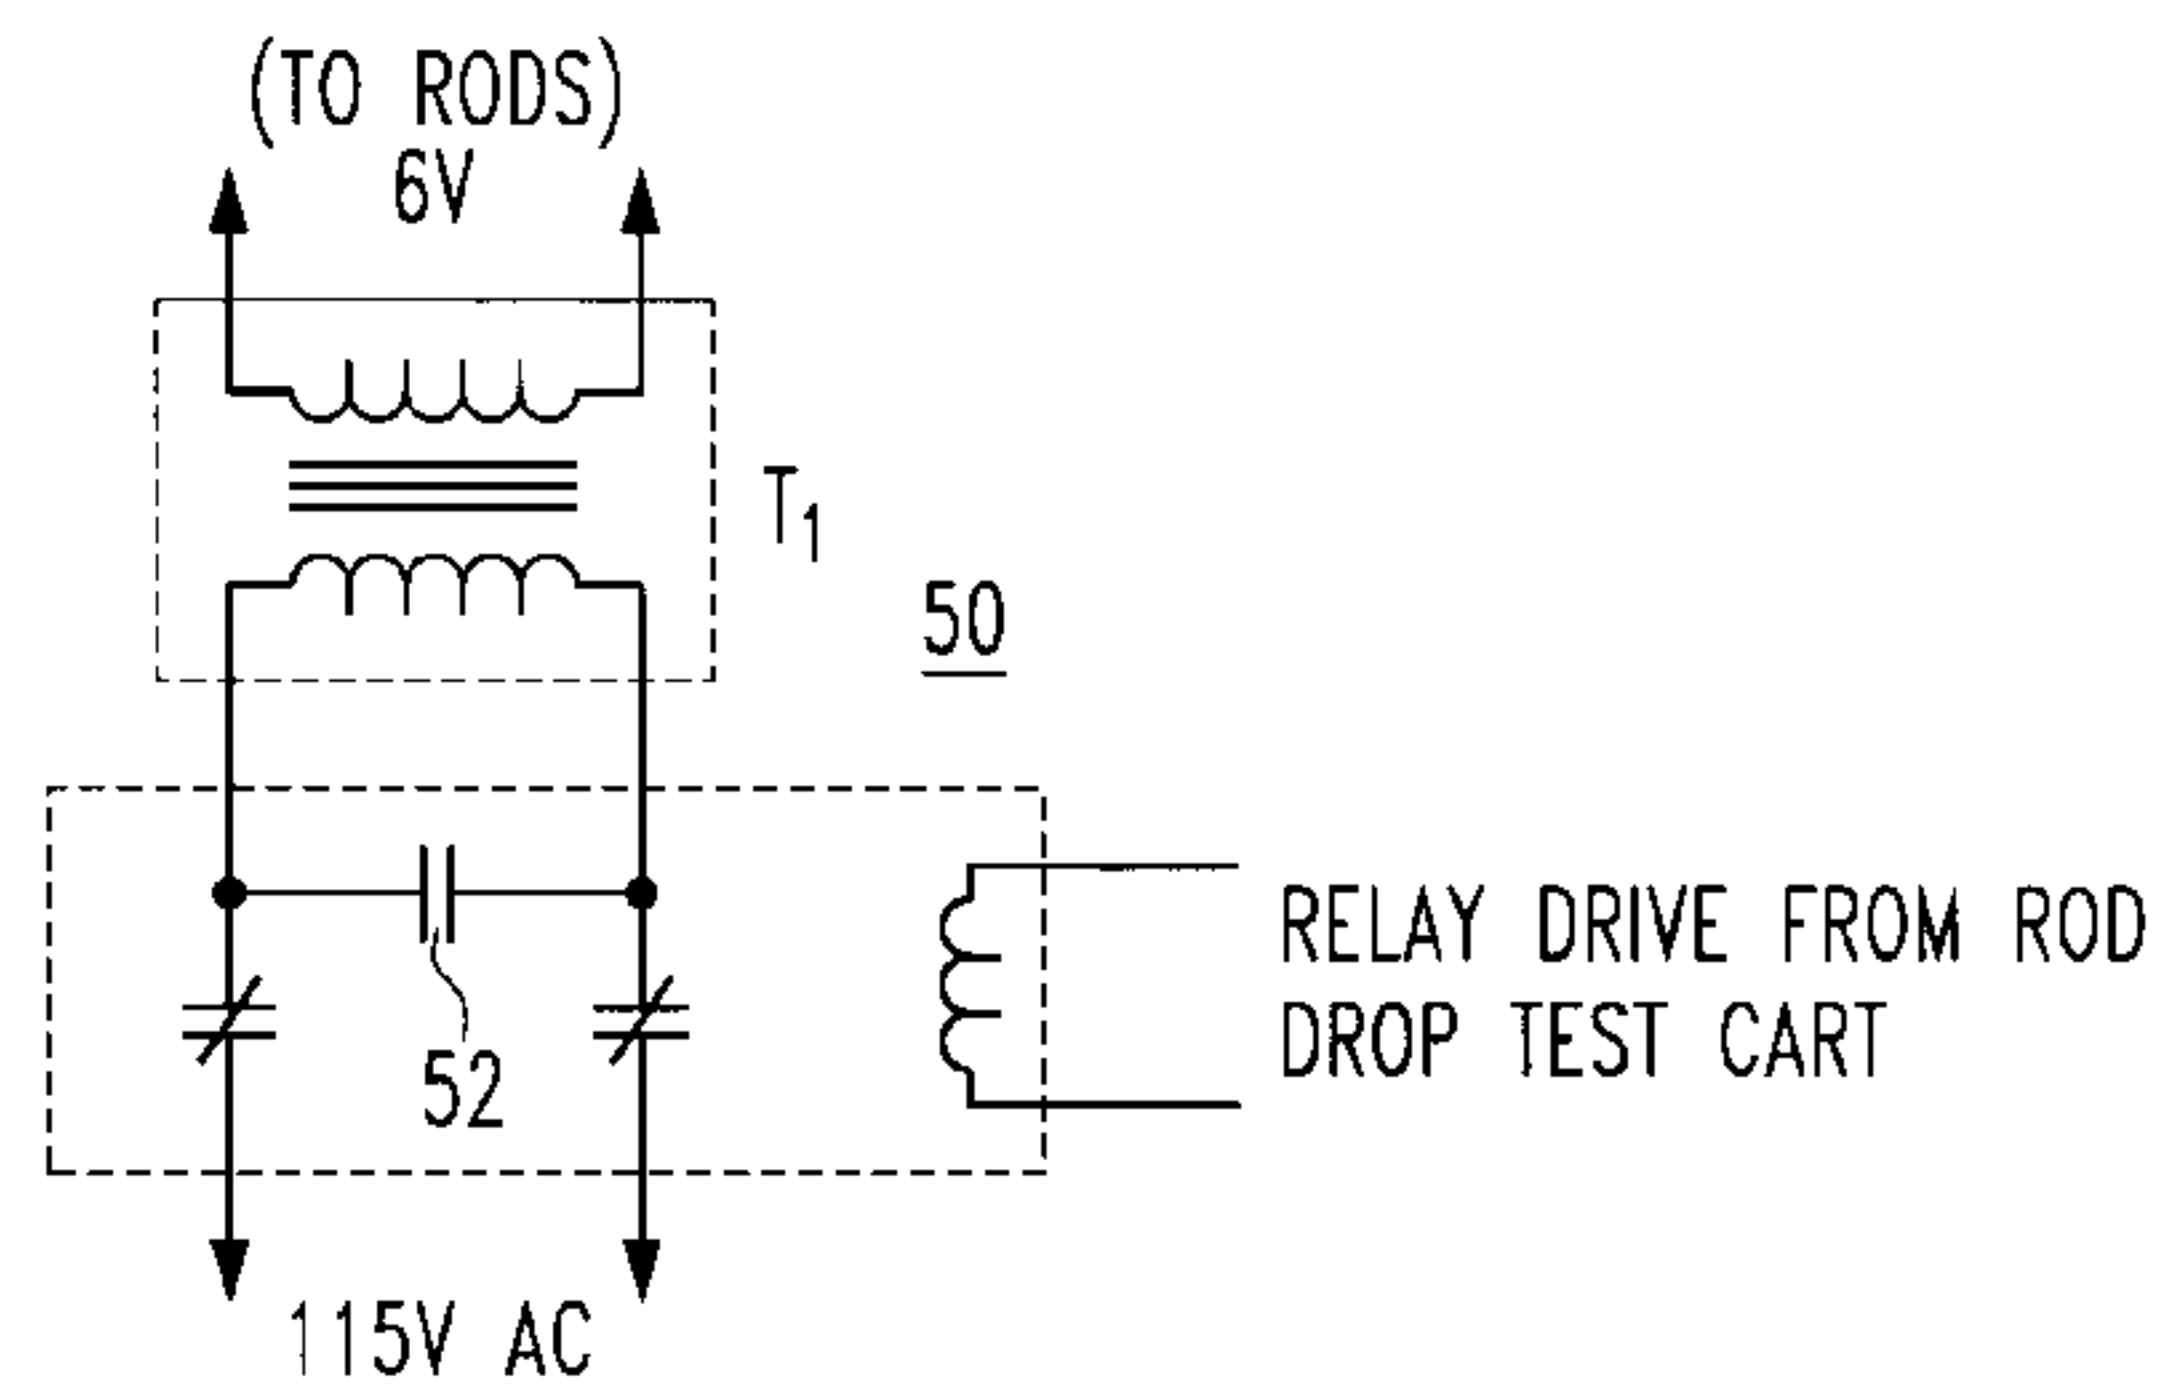 (TO RODS)
6V
T1
50
RELAY DRIVE FROM ROD
DROP TEST CART
52
115V AC